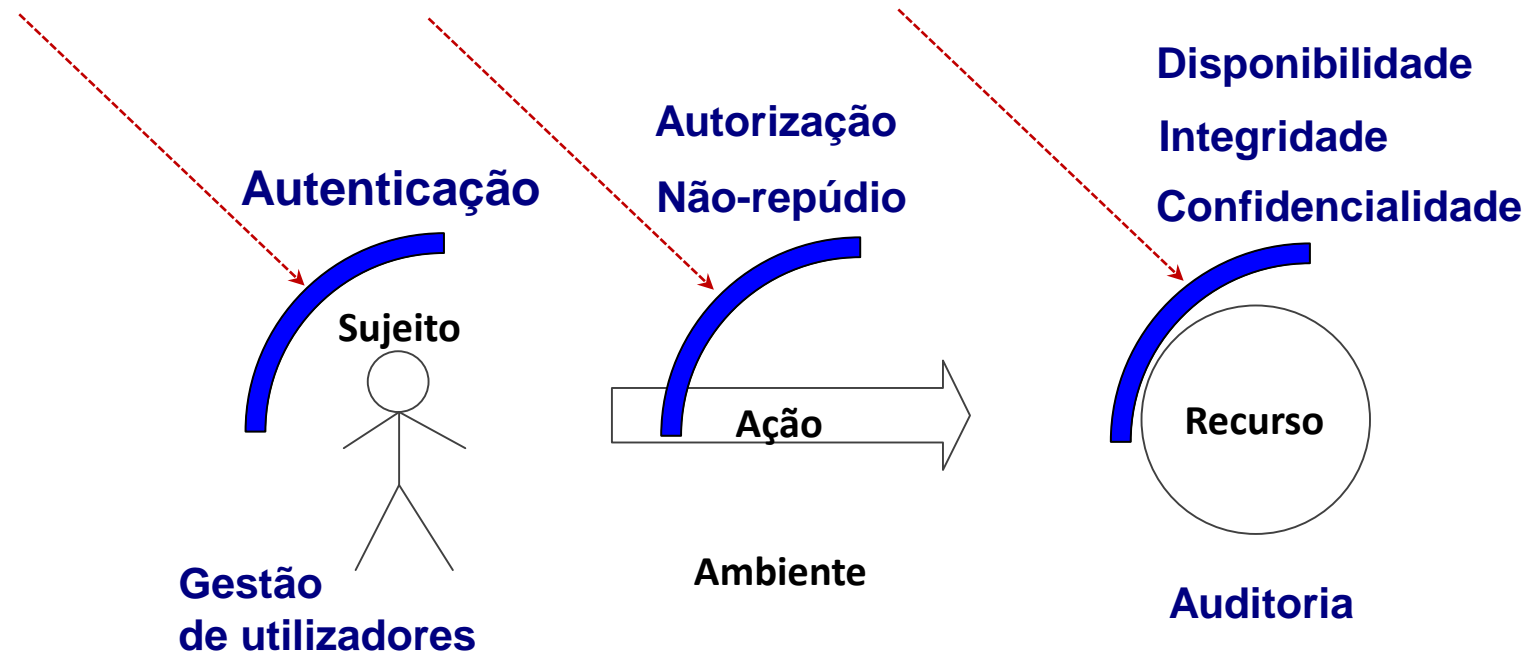 Autenticação
Sujeito
Gestão
de utilizadores
Autorização
Não-repúdio
Ação
Ambiente
Disponibilidade
Integridade
Confidencialidade
Recurso
Auditoria